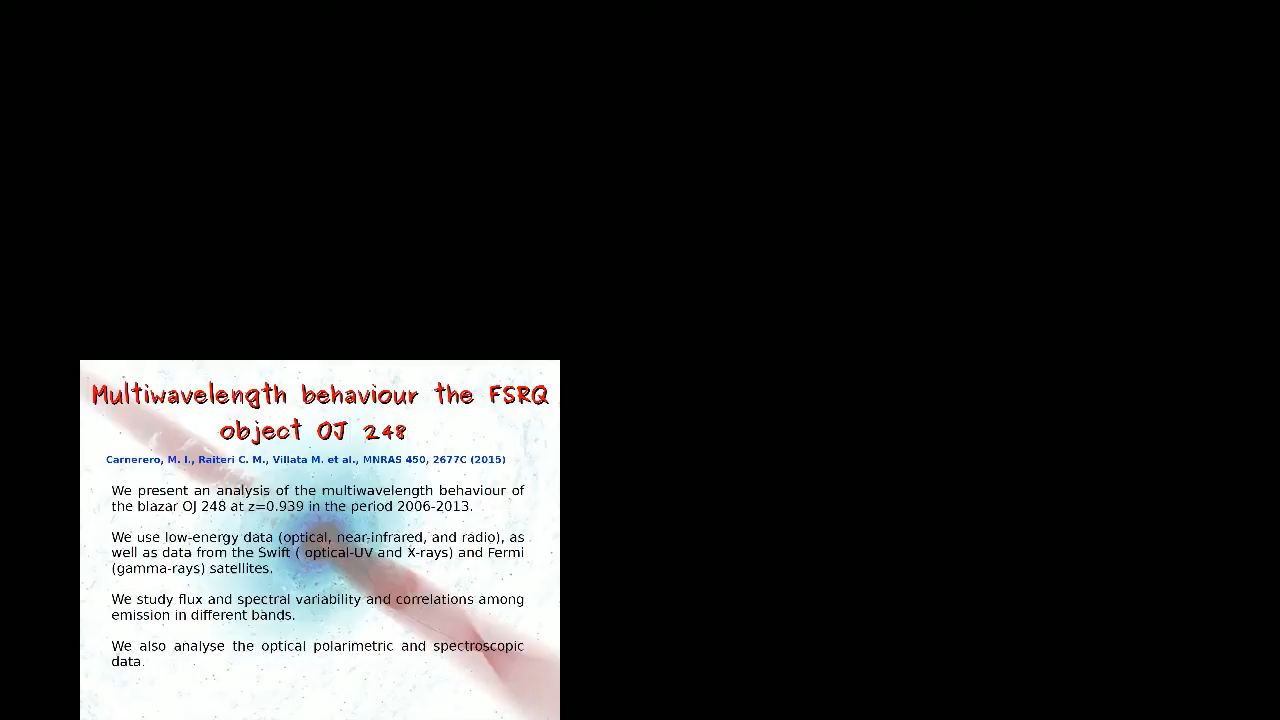 Multiwavelength behaviour the FSRQ
object OJ 248
Carnerero, M. I., Raiteri C. M., Villata M. et al., MNRAS 450, 2677C (2015)
We present an analysis of the multiwavelength behaviour of
the blazar OJ 248 at z=0.939 in the period 2006-2013.
We use low-energy data (optical, near-infrared, and radio), as
well as data from the Swift ( optical-UV and X-rays) and Fermi
(gamma-rays) satellites.
We study flux and spectral variability and correlations among
emission in different bands.
We also analyse the optical polarimetric and spectroscopic
data.